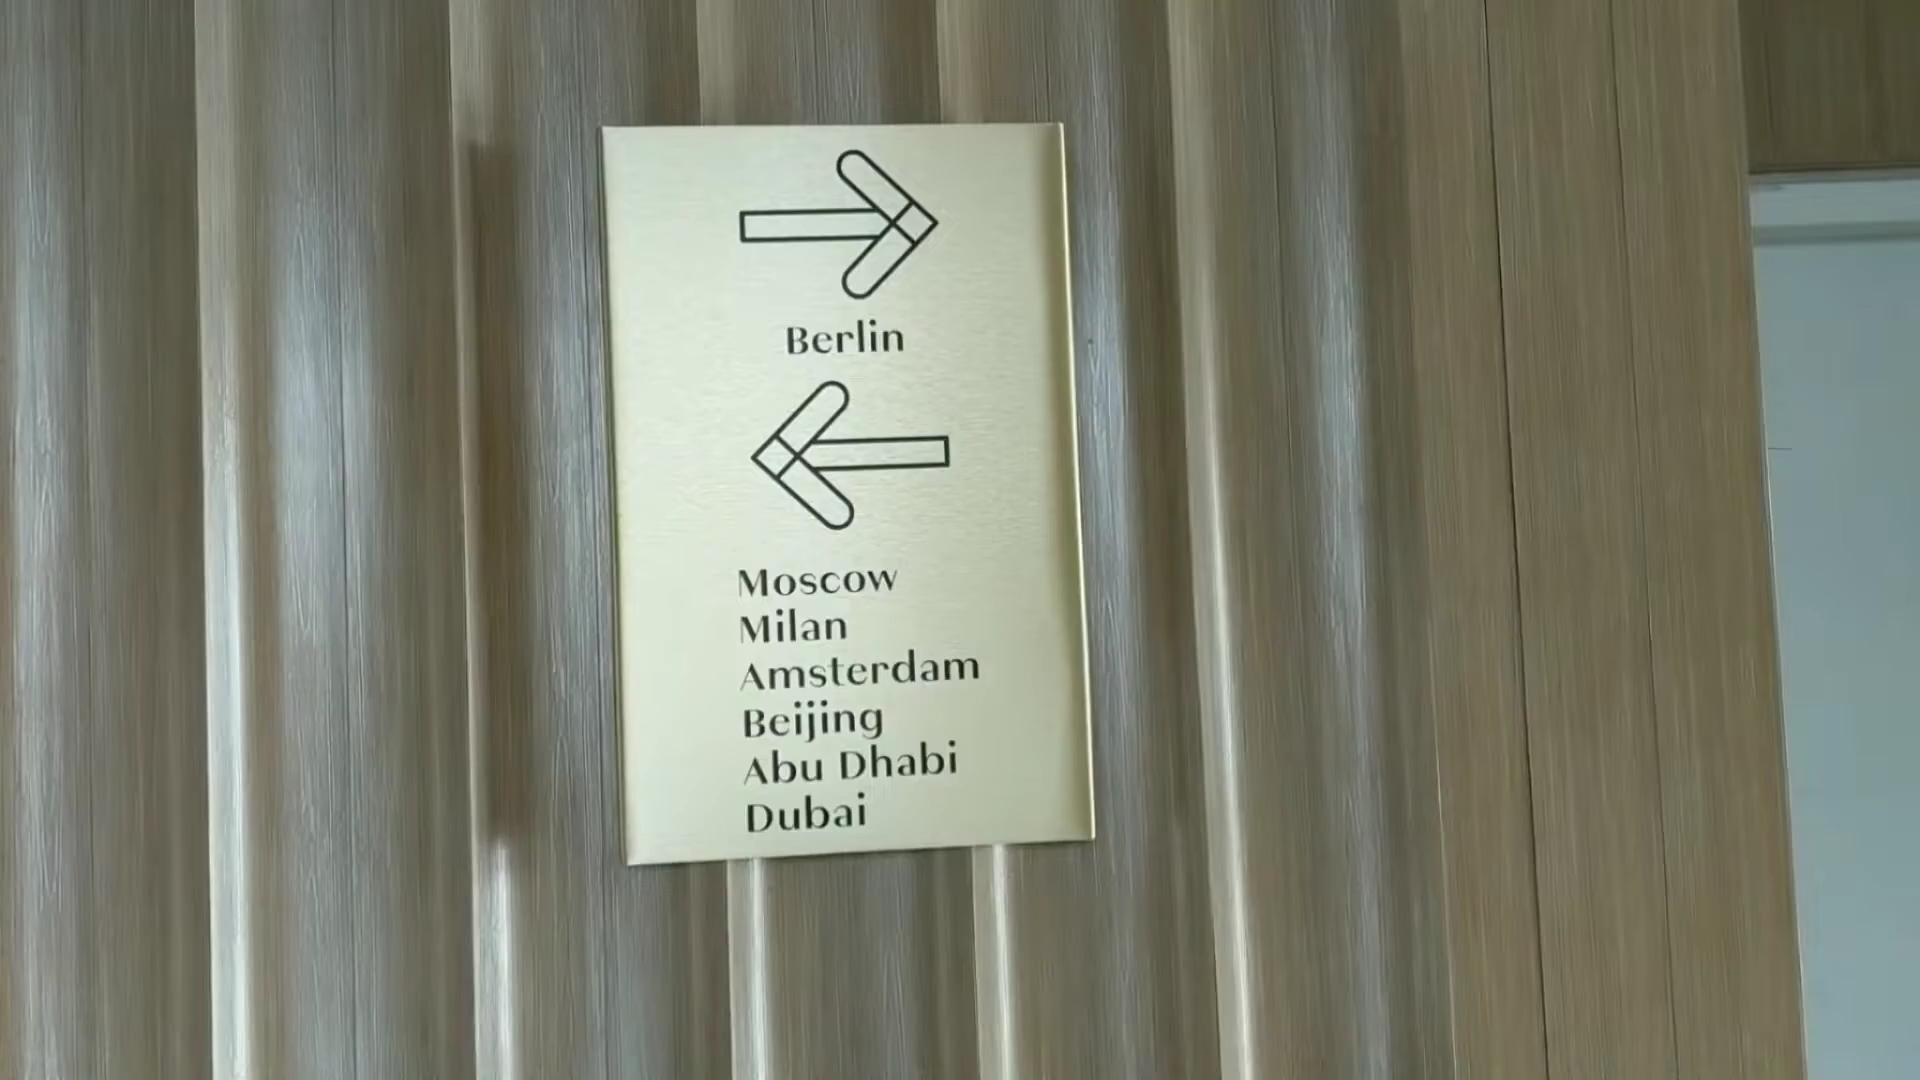 Berlin
Moscow
Milan
Amsterdam
Beijing
Abu Dhabi
Dubai